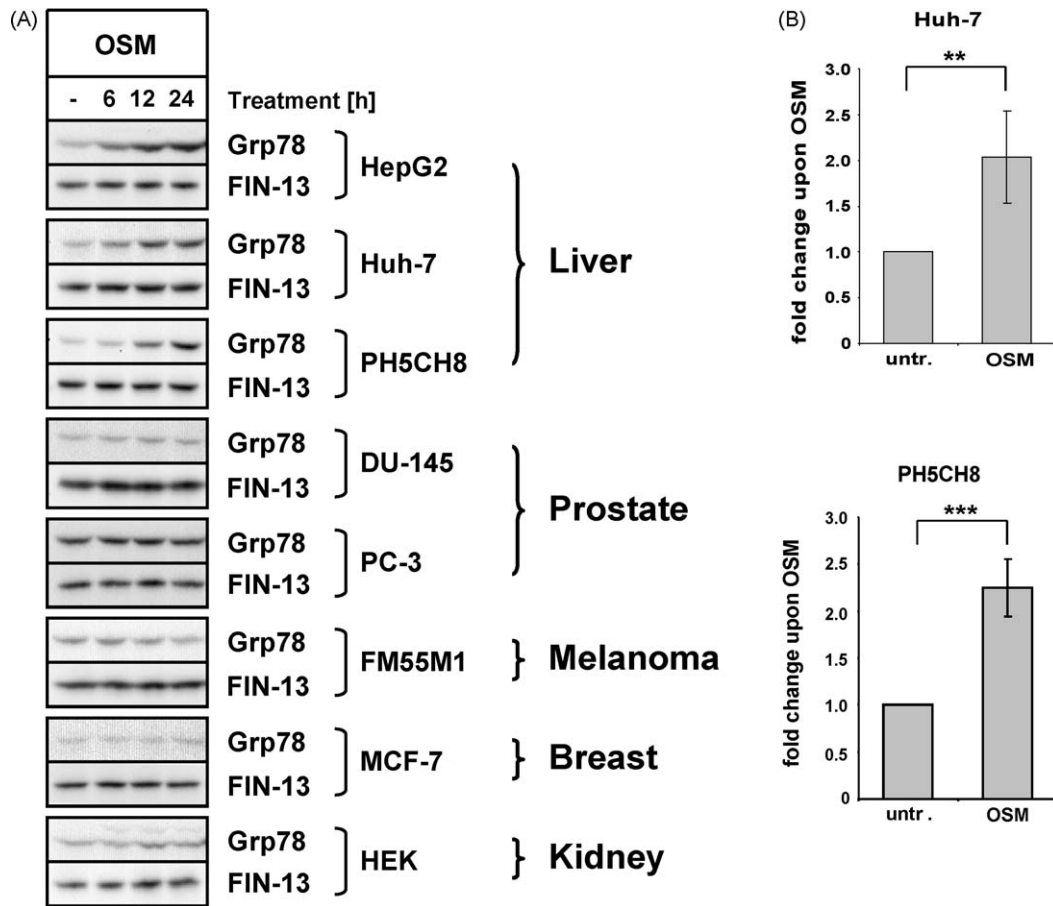 (A)
OSM
- 6 12 24 Treatment [h]
Grp78
FIN-13
HepG2
Grp78
FIN-13
Huh-7
Grp78
FIN-13
PH5CH8
Liver
Grp78
FIN-13
DU-145
Grp78
FIN-13
PC-3
Prostate
Grp78
FIN-13
FM55M1
Melanoma
Grp78
FIN-13
MCF-7
Breast
Grp78
FIN-13
HEK
Kidney
(B)
Huh-7
fold change upon OSM
3.0
2.5
2.0
1.5
1.0
0.5
0
**
untr. OSM
PH5CH8
fold change upon OSM
3.0
2.5
2.0
1.5
1.0
0.5
0
***
untr. OSM